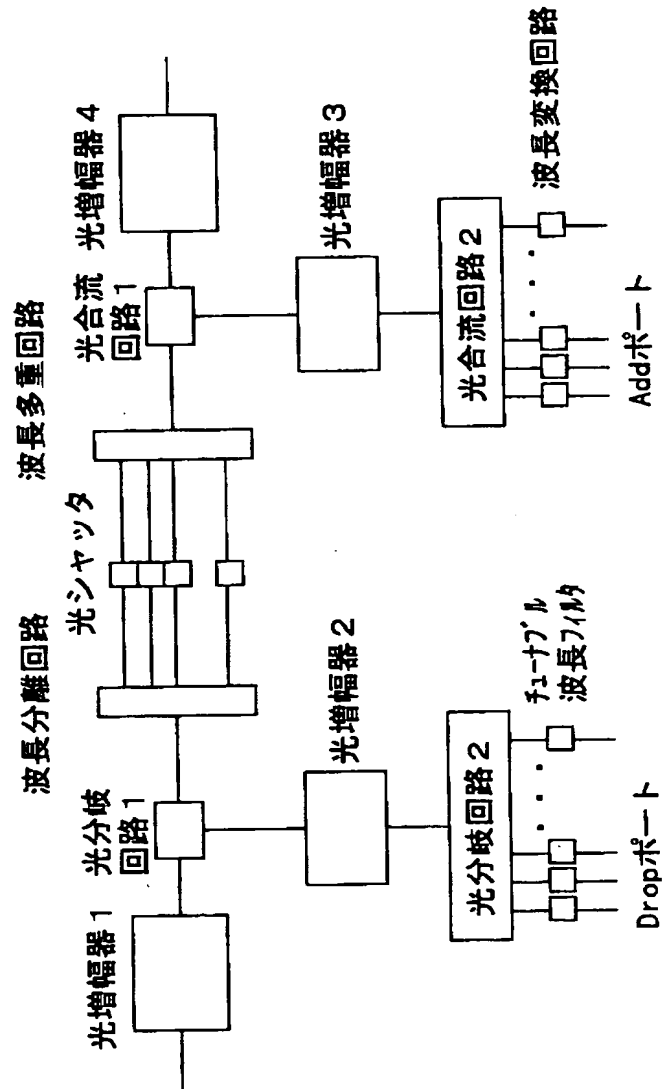 光増幅器1
光分岐
回路1
波長分離回路
光シャッタ
波長多重回路
光合流
回路1
光増幅器4
光増幅器2
光増幅器3
光分岐回路2
チューナブル
波長フィルタ
Dropポート
光合流回路2
波長変換回路
Addポート